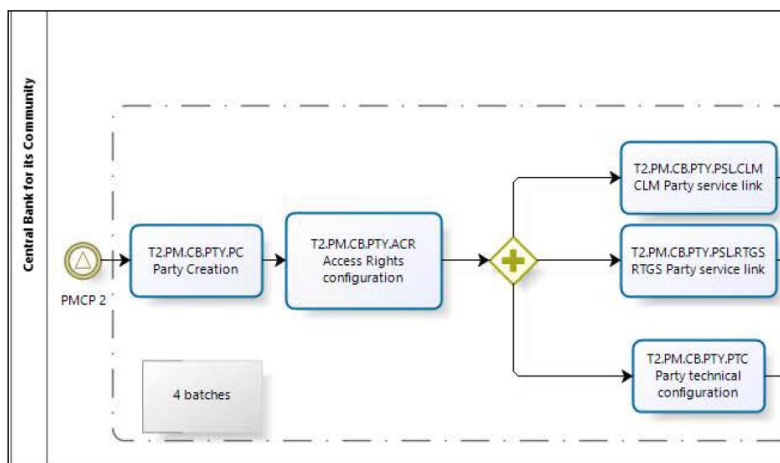 Central Bank for its Community
PMCP 2
T2.PM.CB.PTY.PC
Party Creation
T2.PM.CB.PTY.ACR
Access Rights
configuration
T2.PM.CB.PTY.PSL.CLM
CLM Party service link
T2.PM.CB.PTY.PSL.RTGS
RTGS Party service link
T2.PM.CB.PTY.PTC
Party technical
configuration
4 batches